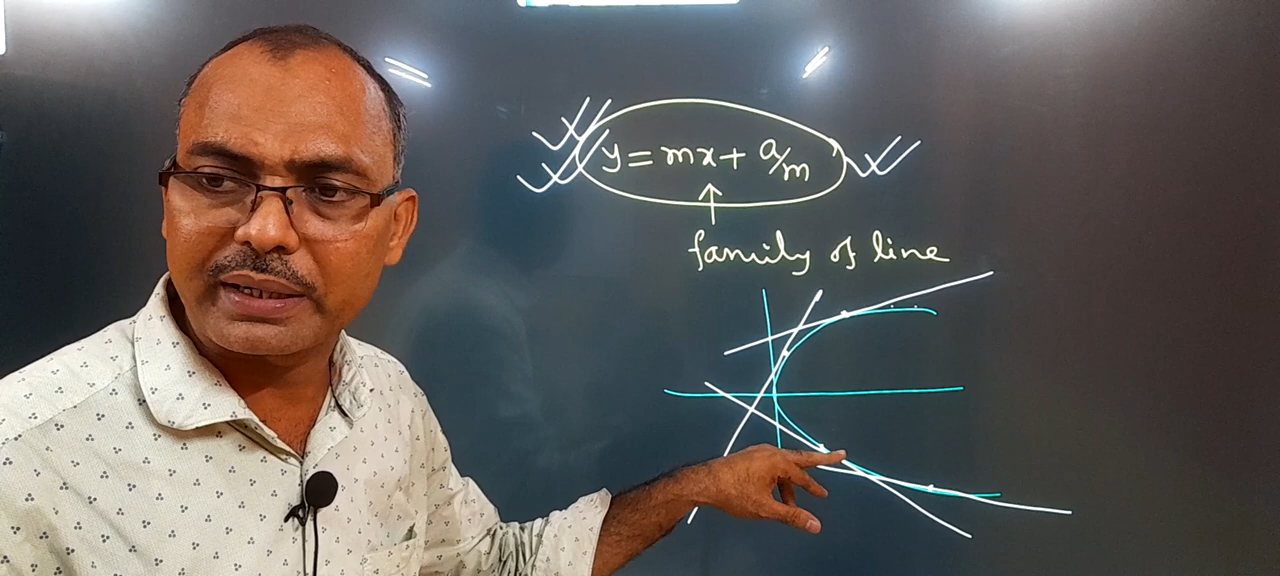 y = mx + a/m
family of line